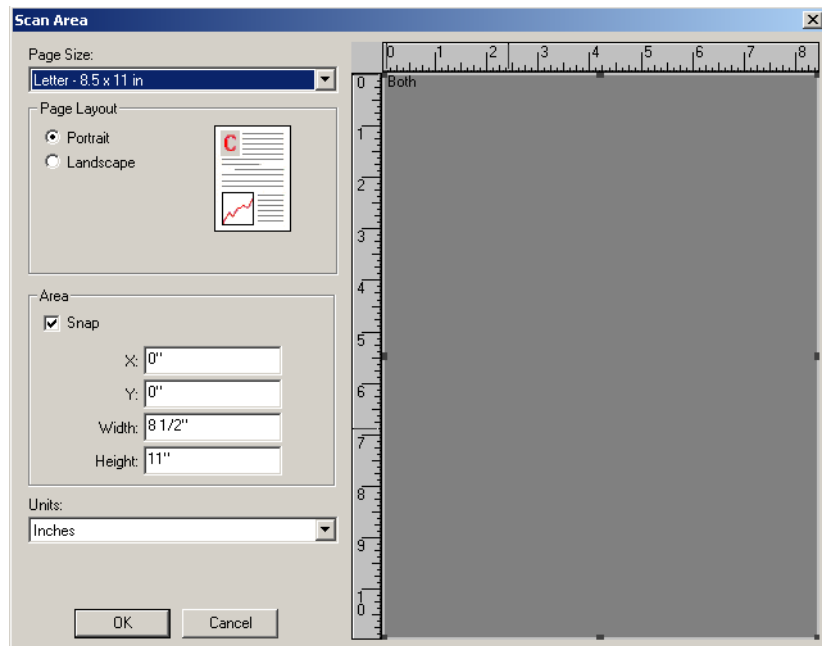 Scan Area
Page Size:
Letter - 8.5 x 11 in
Page Layout
Portrait
Landscape
C
Area
Snap
X: 0"
Y: 0"
Width: 8 1/2"
Height: 11"
Units:
Inches
OK Cancel
0 1 2 3 4 5 6 7 8
Both
0
1
2
3
4
5
6
7
8
9
10